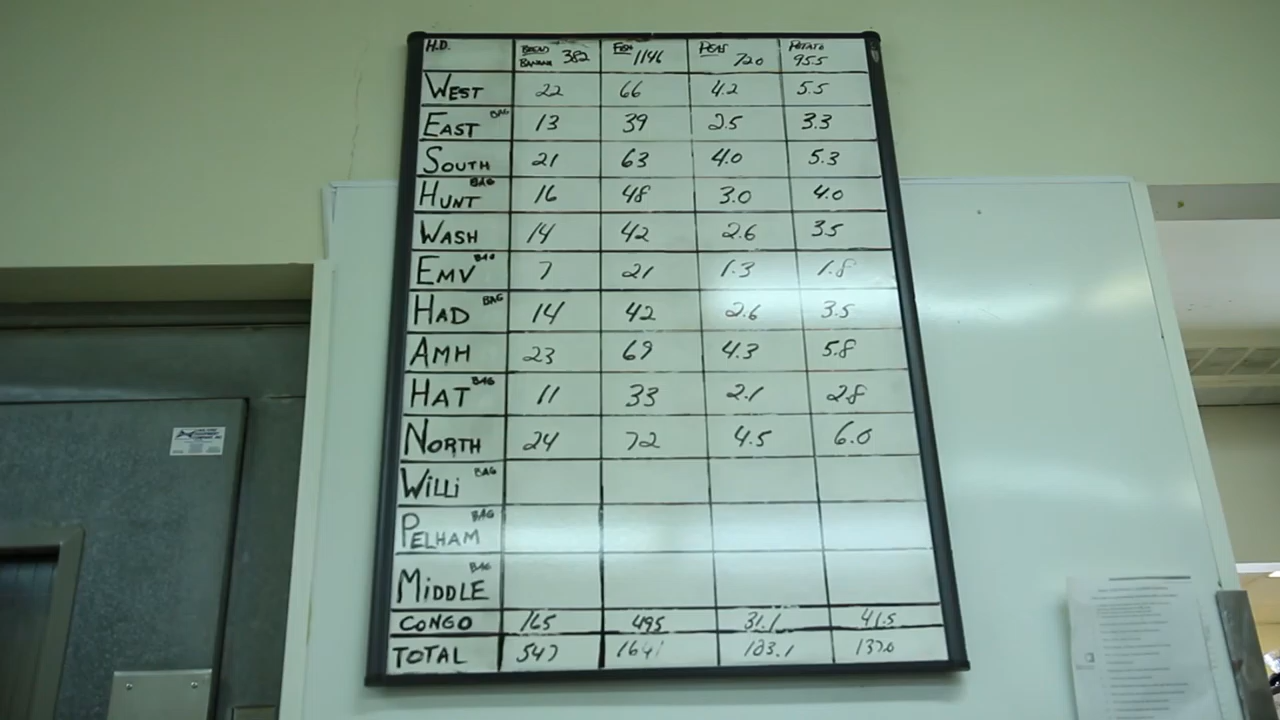 H.D. BREAD BANANA 382 FISH 1146 PEAS 720 POTATO 955
WEST 22 66 4.2 5.5
EAST BAG 13 39 2.5 3.3
SOUTH 21 63 4.0 5.3
HUNT BAG 16 48 3.0 4.0
WASH 14 42 2.6 3.5
EMV BAG 7 21 1.3 1.8
HAD BAG 14 42 2.6 3.5
AMH 23 69 4.3 5.8
HAT BAG 11 33 2.1 2.8
NORTH 24 72 4.5 6.0
WILLI BAG
PELHAM BAG
MIDDLE BAG
CONGO 165 495 31.1 41.5
TOTAL 547 1641 103.1 137.0